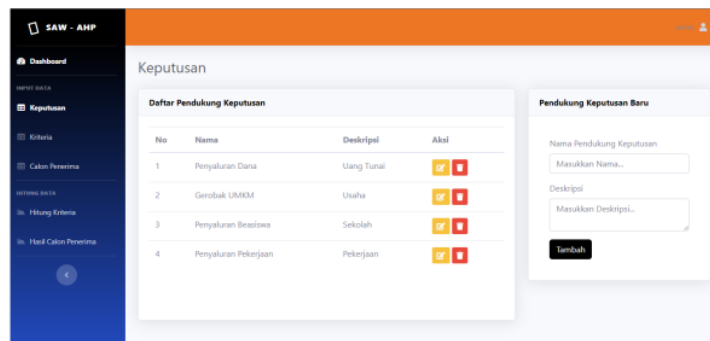 SAW - AHP
Dashboard
INPUT DATA
Keputusan
Kriteria
Calon Penerima
HITUNG DATA
Hitung Kriteria
Hasil Calon Penerima
Keputusan
Daftar Pendukung Keputusan
No Nama Deskripsi Aksi
1 Penyaluran Dana Uang Tunai
2 Gerobak UMKM Usaha
3 Penyaluran Beasiswa Sekolah
4 Penyaluran Pekerjaan Pekerjaan
Pendukung Keputusan Baru
Nama Pendukung Keputusan
Masukkan Nama...
Deskripsi
Masukkan Deskripsi...
Tambah